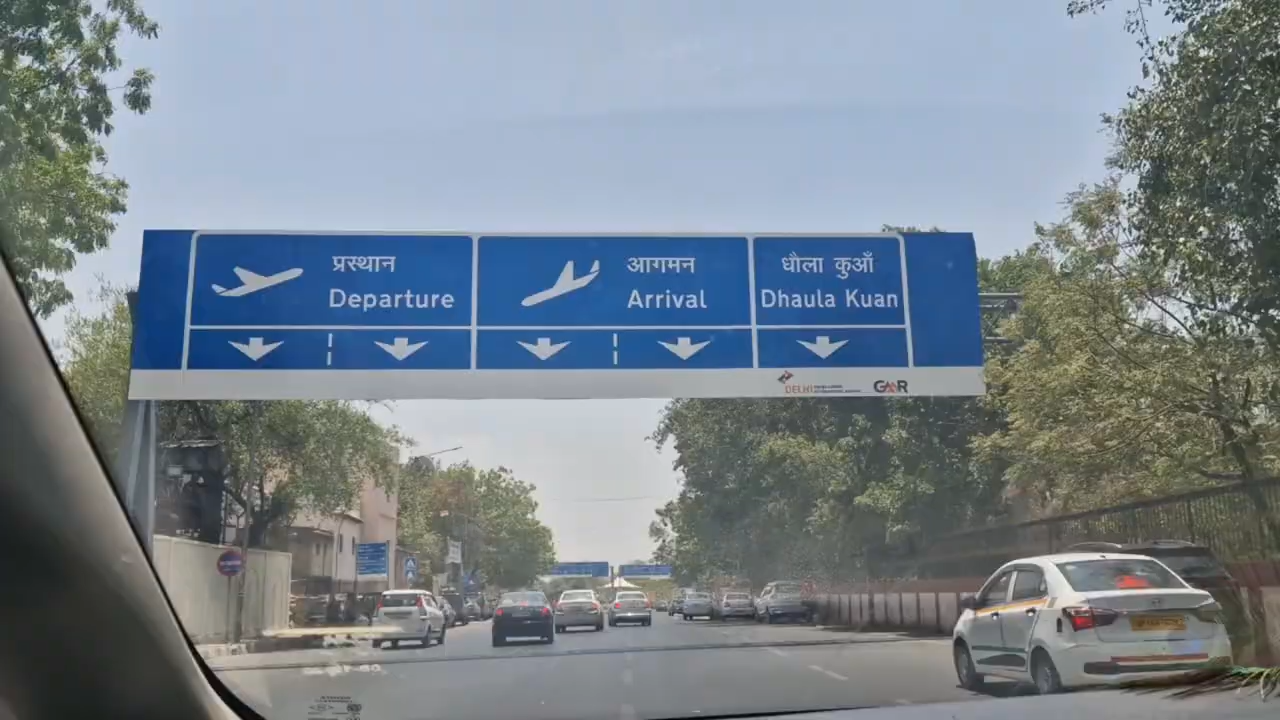 प्रस्थान
Departure
आगमन
Arrival
धौला कुआँ
Dhaula Kuan
DELHI
GMR